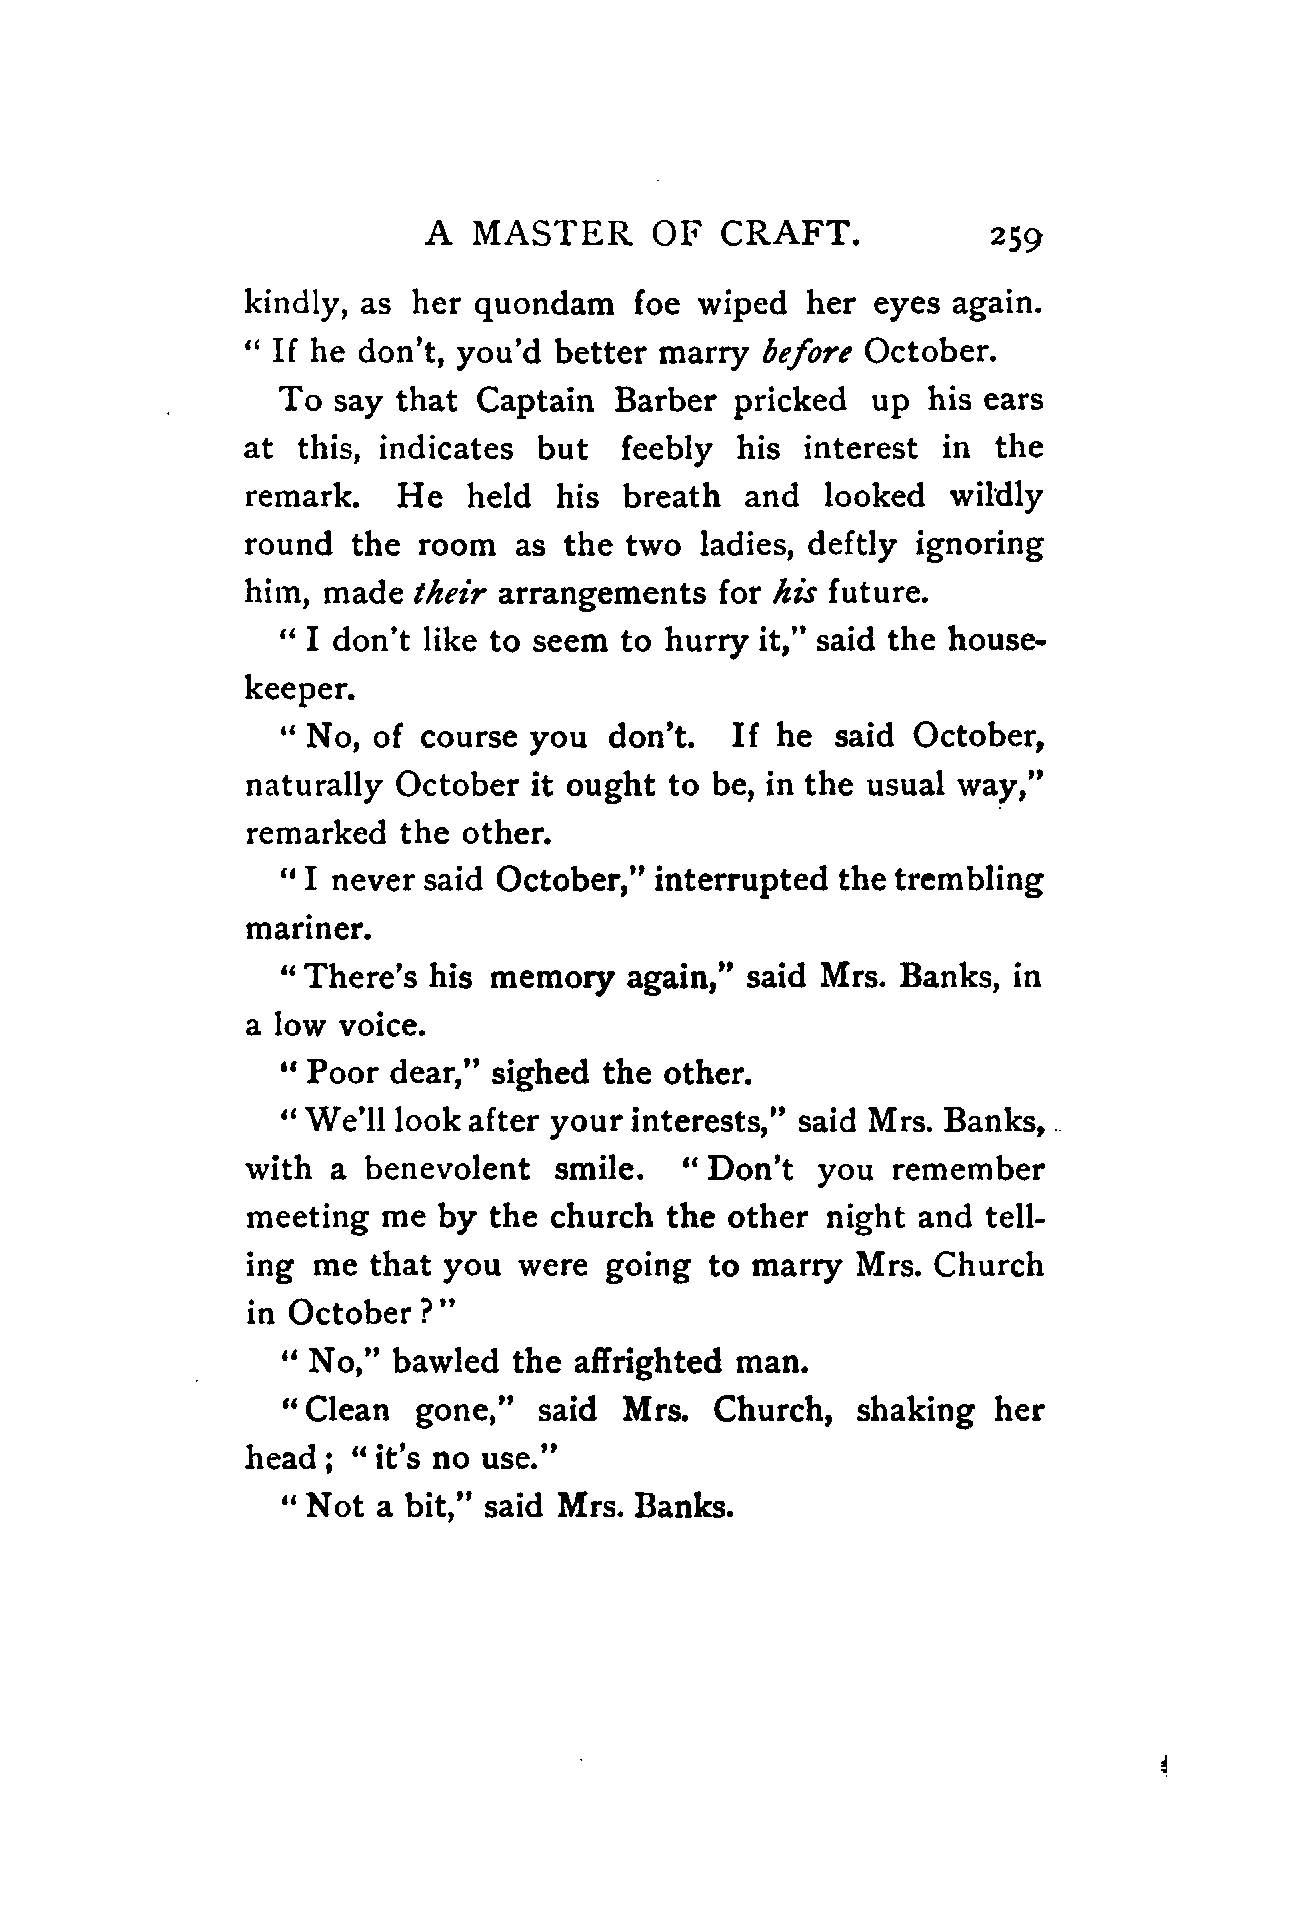 A MASTER OF CRAFT. 259
kindly, as her quondam foe wiped her eyes again.
" If he don't, you'd better marry before October.
To say that Captain Barber pricked up his ears
at this, indicates but feebly his interest in the
remark. He held his breath and looked wildly
round the room as the two ladies, deftly ignoring
him, made their arrangements for his future.
" I don't like to seem to hurry it," said the house-
keeper.
" No, of course you don't. If he said October,
naturally October it ought to be, in the usual way,"
remarked the other.
" I never said October," interrupted the trembling
mariner.
" There's his memory again," said Mrs. Banks, in
a low voice.
" Poor dear," sighed the other.
" We'll look after your interests," said Mrs. Banks,
with a benevolent smile. " Don't you remember
meeting me by the church the other night and tell-
ing me that you were going to marry Mrs. Church
in October ? "
" No," bawled the affrighted man.
" Clean gone," said Mrs. Church, shaking her
head ; " it's no use."
" Not a bit," said Mrs. Banks.